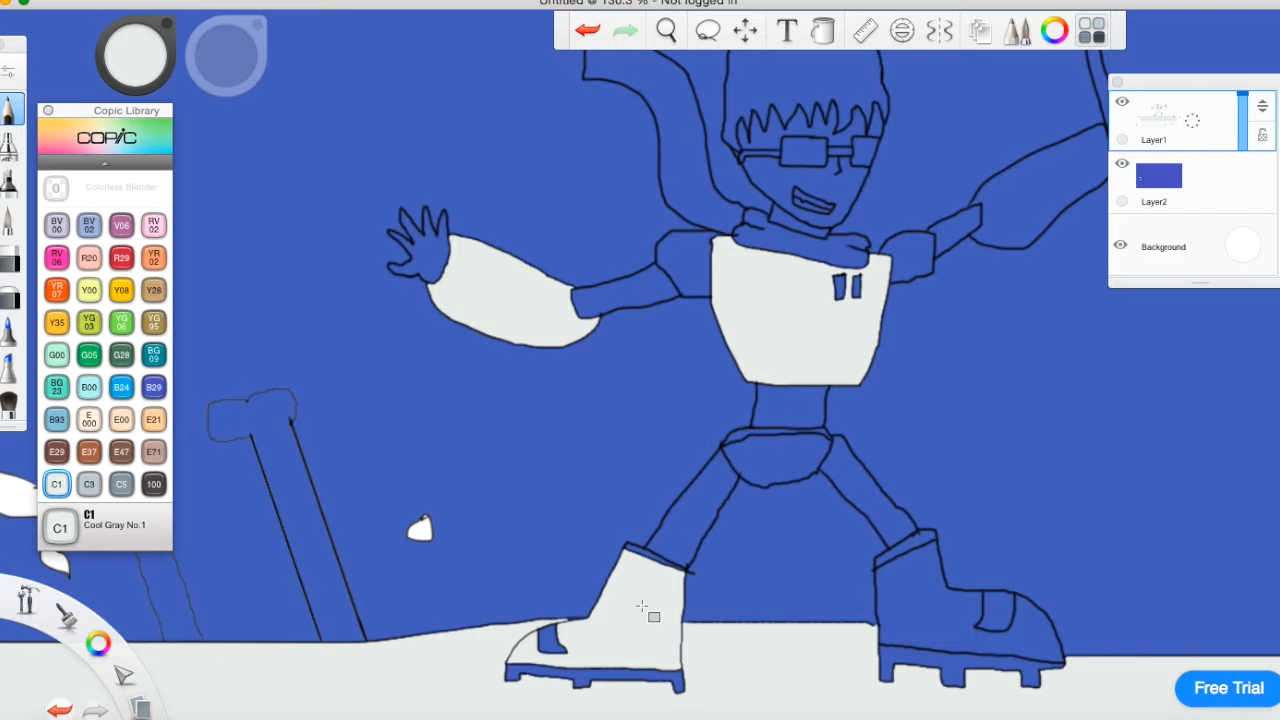 Untitled @ 130.3 % - Not logged in
T
Copic Library
COPIC
0 Colorless Blender
BV 00 BV 02 V06 RV 02
RV 06 R20 R29 YR 02
YR 07 Y00 Y08 Y28
Y35 YG 03 YG 06 YG 95
G00 G05 G28 BG 09
BG 23 B00 B24 B29
B93 E 000 E00 E21
E29 E37 E47 E71
C1 C3 C5 100
C1
C1
Cool Gray No.1
Layer1
Layer2
Background
Free Trial